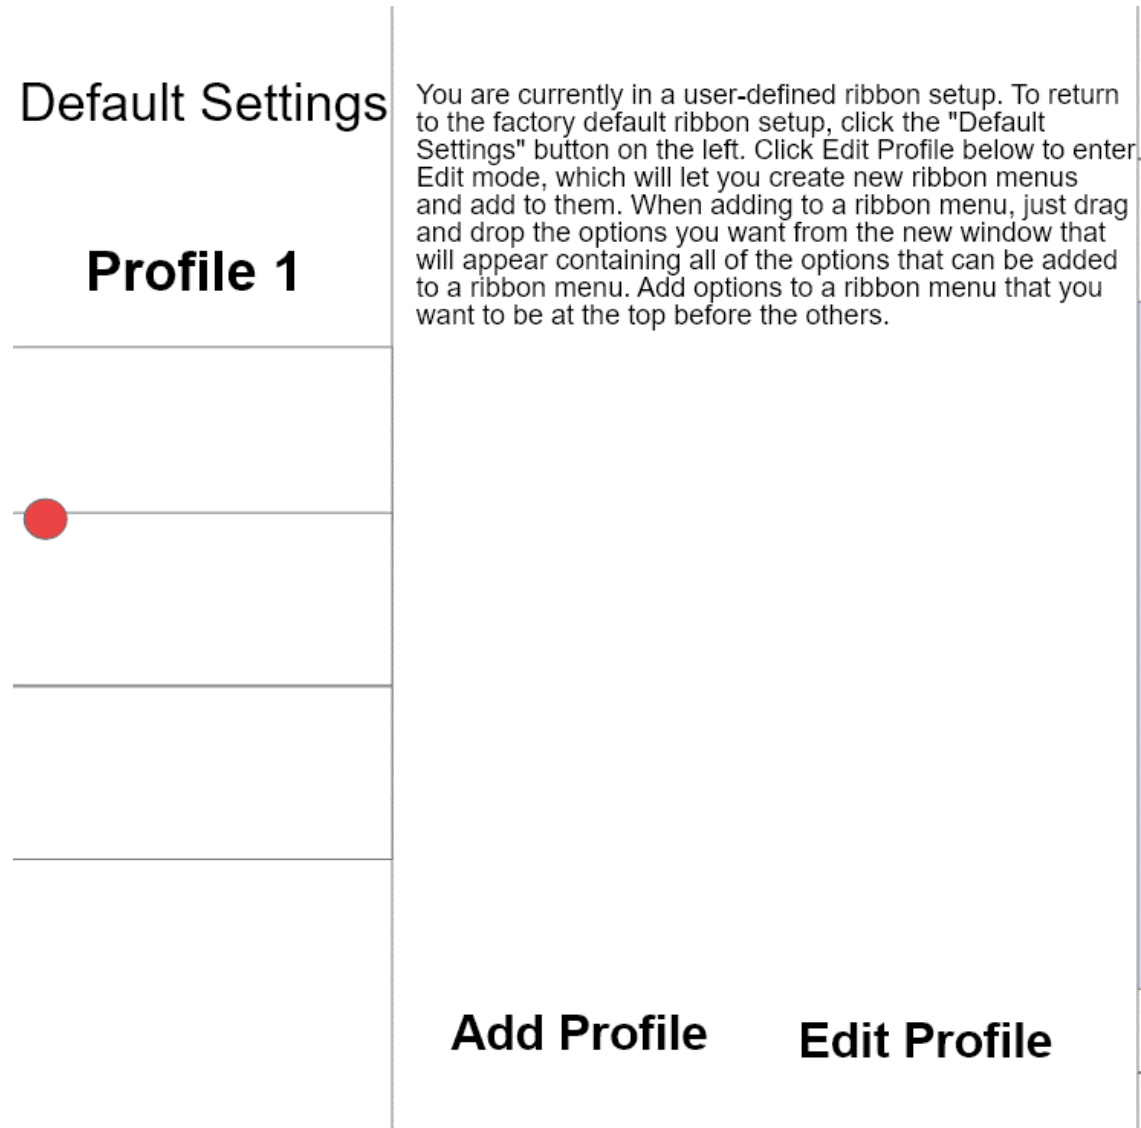 Default Settings
Profile 1
You are currently in a user-defined ribbon setup. To return
to the factory default ribbon setup, click the "Default
Settings" button on the left. Click Edit Profile below to enter
Edit mode, which will let you create new ribbon menus
and add to them. When adding to a ribbon menu, just drag
and drop the options you want from the new window that
will appear containing all of the options that can be added
to a ribbon menu. Add options to a ribbon menu that you
want to be at the top before the others.
Add Profile
Edit Profile